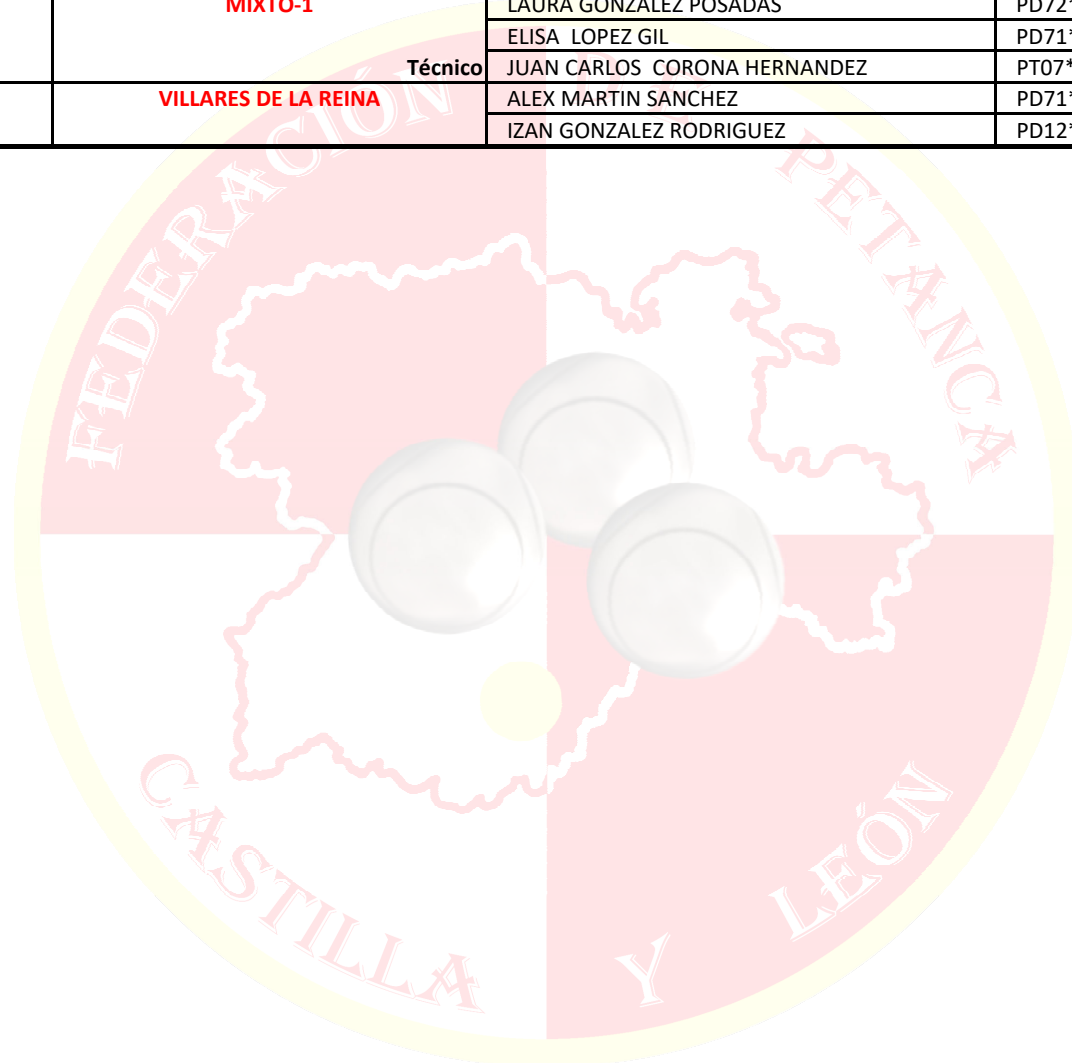 MIXTO-1 LAURA GONZALEZ POSADAS PD72*
ELISA LOPEZ GIL PD71*
Técnico JUAN CARLOS CORONA HERNANDEZ PT07*
VILLARES DE LA REINA ALEX MARTIN SANCHEZ PD71*
IZAN GONZALEZ RODRIGUEZ PD12*
FEDERACIÓN DE PETANCA
CASTILLA Y LEÓN